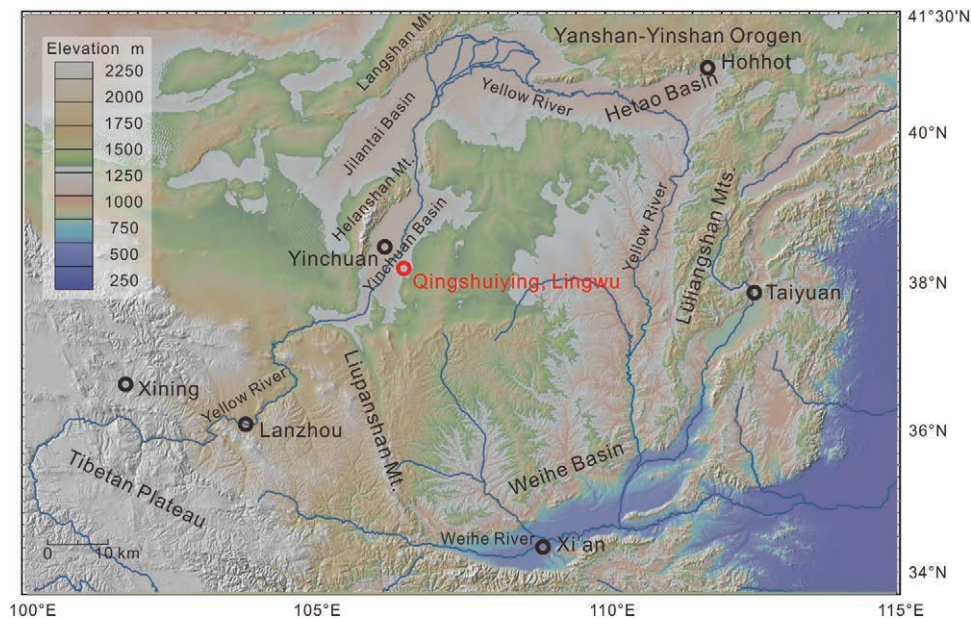 Elevation m
2250
2000
1750
1500
1250
1000
750
500
250
Langshan Mt.
Yanshan-Yinshan Orogen
Hohhot
Hetao Basin
Yellow River
Jilantai Basin
Helanshan Mt.
Yinchuan
Yinchuan Basin
Qingshuiying, Lingwu
Yellow River
Lüliangshan Mts.
Taiyuan
Xining
Yellow River
Lanzhou
Liupanshan Mt.
Tibetan Plateau
Weihe Basin
Weihe River
Xi'an
0 10 km
41°30'N
40°N
38°N
36°N
34°N
100°E
105°E
110°E
115°E